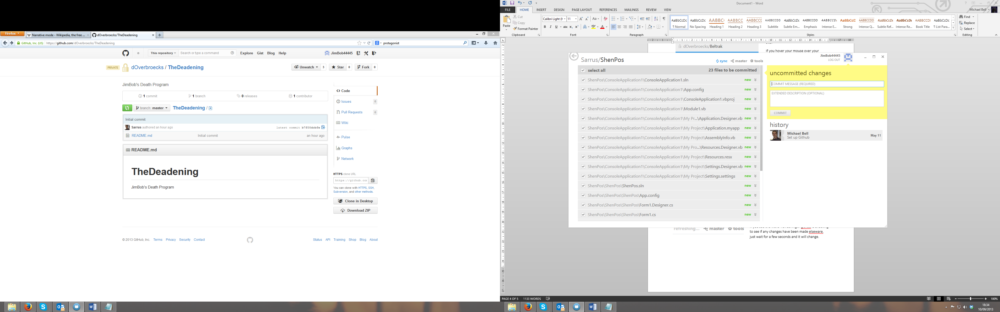 Firefox
Narrative mode - Wikipedia, the free ...
dOverbroecks/TheDeadening
GitHub, Inc. (US)
https://github.com/dOverbroecks/TheDeadening
protagonist
This repository
Search or type a command
Explore
Gist
Blog
Help
JimBob44445
PRIVATE
dOverbroecks / TheDeadening
Unwatch
3
Star
0
Fork
0
JimBob's Death Program
1 commit
1 branch
0 releases
1 contributor
branch: master
TheDeadening /
Initial commit
Sarrus authored an hour ago
latest commit b7f00dcbfe
README.md
Initial commit
an hour ago
README.md
TheDeadening
JimBob's Death Program
Code
Issues
0
Pull Requests
0
Wiki
Pulse
Graphs
Network
HTTPS clone URL
https://github.com
You can clone with HTTPS, SSH,
Subversion, and other methods.
Clone in Desktop
Download ZIP
© 2013 GitHub, Inc.
Terms
Privacy
Security
Contact
Status
API
Training
Shop
Blog
About
Document1 - Word
FILE
HOME
INSERT
DESIGN
PAGE LAYOUT
REFERENCES
MAILINGS
REVIEW
VIEW
Michael Bell
Paste
Cut
Copy
Format Painter
Clipboard
Calibri Light (H
11
Font
Paragraph
¶ Normal
No Spacing
Heading 1
Heading 2
Heading 3
Subtitle
Subtle Em...
Emphasis
Intense E...
Strong
Intense Q...
Subtle Ref...
Intense Re...
Book Title
¶ List Para...
Styles
Find
Replace
Select
Editing
dOverbroecks/Beltrak
If you hover your mouse over your
Sarrus/ShenPos
sync
master
tools
JimBob44445
LOG OUT
select all
23 files to be committed
ShenPos\ConsoleApplication1\ConsoleApplication1.sln
new
ShenPos\ConsoleApplication1\ConsoleApplication1\App.config
new
ShenPos\ConsoleApplication1\ConsoleApplication1\ConsoleApplication1.vbproj
new
ShenPos\ConsoleApplication1\ConsoleApplication1\Module1.vb
new
ShenPos\ConsoleApplication1\ConsoleApplication1\My Pr...\Application.Designer.vb
new
ShenPos\ConsoleApplication1\ConsoleApplication1\My Project\Application.myapp
new
ShenPos\ConsoleApplication1\ConsoleApplication1\My Project\AssemblyInfo.vb
new
ShenPos\ConsoleApplication1\ConsoleApplication1\My Pro...\Resources.Designer.vb
new
ShenPos\ConsoleApplication1\ConsoleApplication1\My Project\Resources.resx
new
ShenPos\ConsoleApplication1\ConsoleApplication1\My Project\Settings.Designer.vb
new
ShenPos\ConsoleApplication1\ConsoleApplication1\My Project\Settings.settings
new
ShenPos\ShenPos\ShenPos.sln
new
ShenPos\ShenPos\ShenPos\App.config
new
ShenPos\ShenPos\ShenPos\Form1.Designer.cs
new
ShenPos\ShenPos\ShenPos\Form1.cs
new
uncommitted changes
COMMIT MESSAGE (REQUIRED)
EXTENDED DESCRIPTION (OPTIONAL)
COMMIT
history
Michael Bell
Set up Github
May 11
refreshing...
master
tools
to see if any changes have been made elseware,
just wait for a few seconds and it will change.
PAGE 4 OF 5
1133 WORDS
100%
18:34
10/09/2013